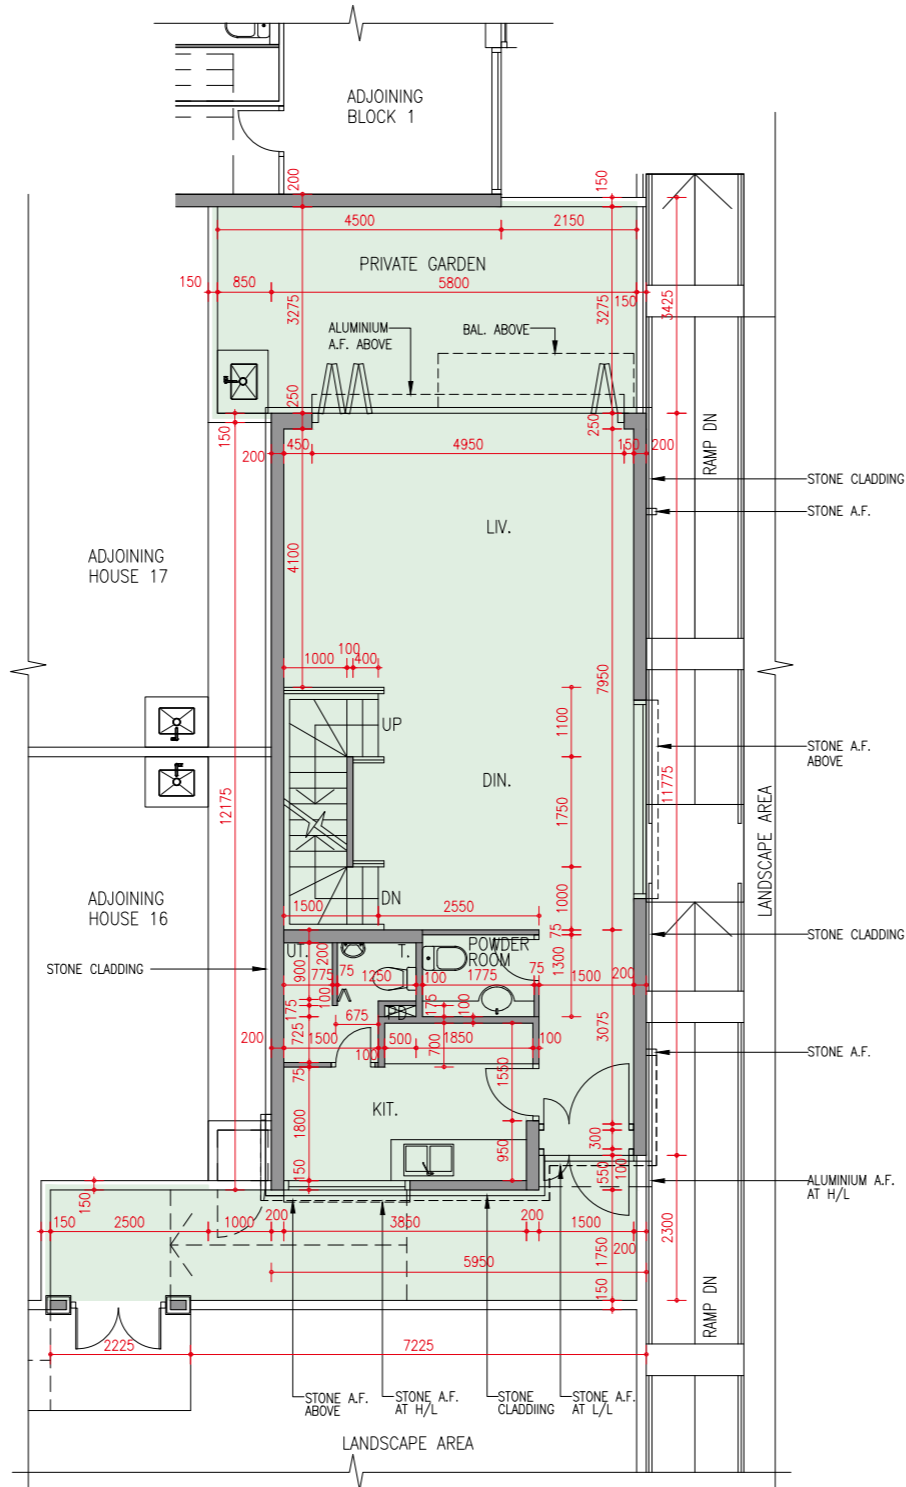 ADJOINING
BLOCK 1
200
150
4500
2150
PRIVATE GARDEN
150
850
5800
150
3275
3275
3425
ALUMINIUM
A.F. ABOVE
BAL. ABOVE
250
150
200
450
4950
250
150
200
RAMP DN
STONE CLADDING
STONE A.F.
LIV.
ADJOINING
HOUSE 17
4100
7950
100
1000
400
UP
1100
STONE A.F.
ABOVE
11775
DIN.
1750
12175
LANDSCAPE AREA
ADJOINING
HOUSE 16
DN
1000
1500
2550
STONE CLADDING
75
UT.
200
T.
POWDER
ROOM
STONE CLADDING
900
775
75
1250
100
1775
1300
75
1500
200
100
175
PD
175
100
675
3075
725
200
1500
100
500
1850
700
100
STONE A.F.
75
1550
KIT.
1800
300
950
150
550
100
ALUMINIUM A.F.
AT H/L
150
150
2500
1000
200
3850
200
1500
200
1750
2300
5950
150
RAMP DN
2225
7225
STONE A.F.
ABOVE
STONE A.F.
AT H/L
STONE
CLADDIING
STONE A.F.
AT L/L
LANDSCAPE AREA